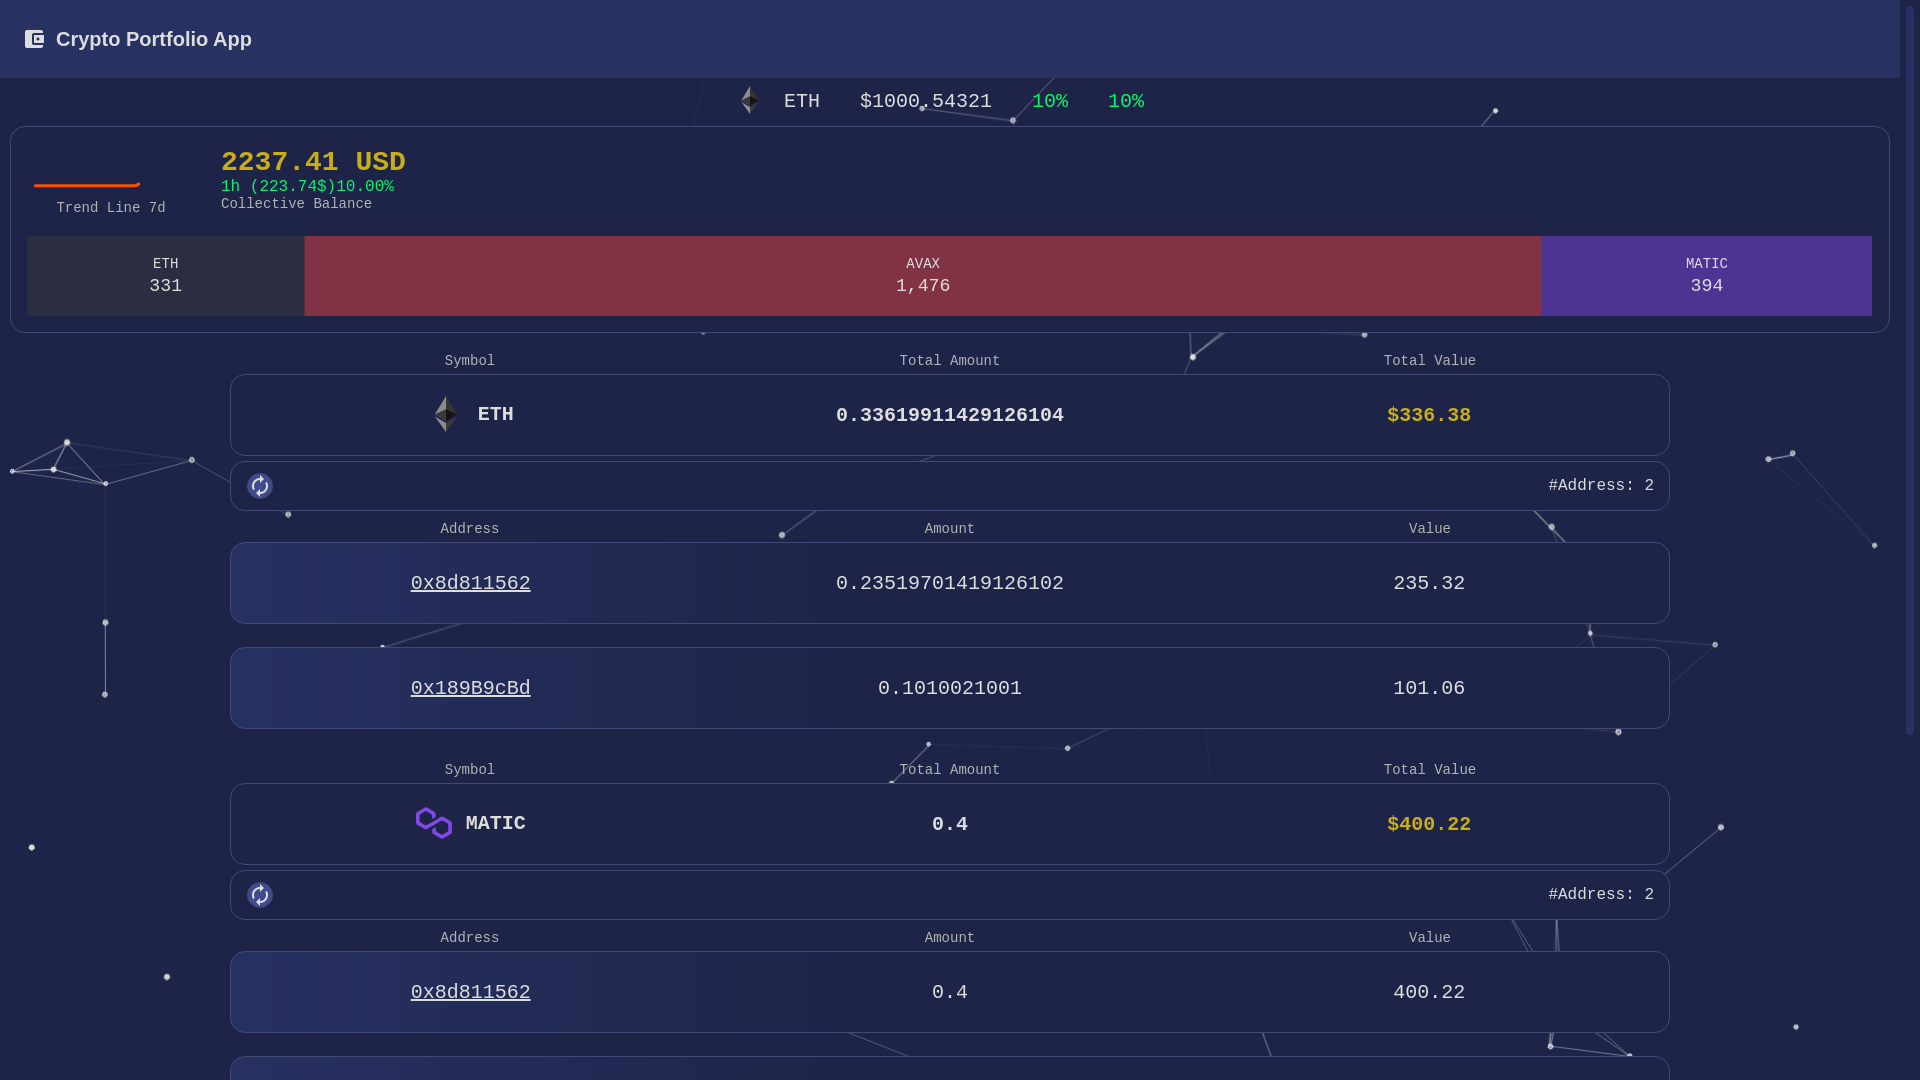 Crypto Portfolio App
ETH $1000.54321 10% 10%
2237.41 USD
1h (223.74$)10.00%
Collective Balance
Trend Line 7d
ETH AVAX MATIC
331 1,476 394
Symbol Total Amount Total Value
ETH 0.33619911429126104 $336.38
#Address: 2
Address Amount Value
0x8d811562 0.23519701419126102 235.32
0x189B9cBd 0.1010021001 101.06
Symbol Total Amount Total Value
MATIC 0.4 $400.22
#Address: 2
Address Amount Value
0x8d811562 0.4 400.22